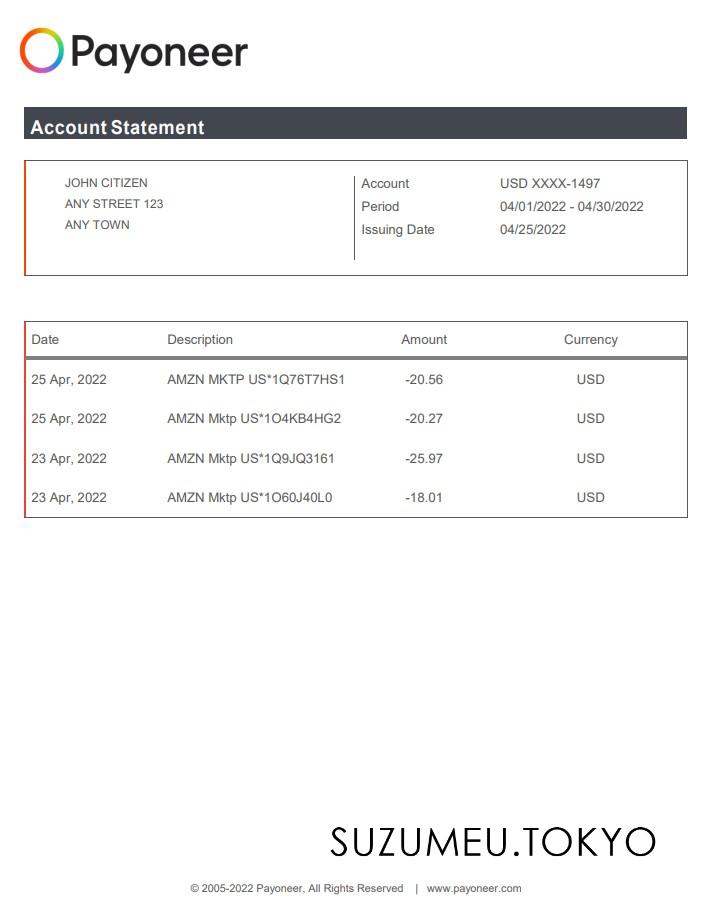 Payoneer
Account Statement
JOHN CITIZEN
ANY STREET 123
ANY TOWN
Account USD XXXX-1497
Period 04/01/2022 - 04/30/2022
Issuing Date 04/25/2022
Date Description Amount Currency
25 Apr, 2022 AMZN MKTP US*1Q76T7HS1 -20.56 USD
25 Apr, 2022 AMZN Mktp US*1O4KB4HG2 -20.27 USD
23 Apr, 2022 AMZN Mktp US*1Q9JQ3161 -25.97 USD
23 Apr, 2022 AMZN Mktp US*1O60J40L0 -18.01 USD
SUZUMEU.TOKYO
© 2005-2022 Payoneer, All Rights Reserved | www.payoneer.com